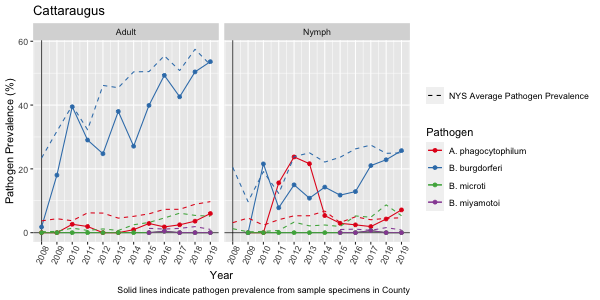 Cattaraugus
Adult
Nymph
Pathogen Prevalence (%)
60
40
20
0
2008 2009 2010 2011 2012 2013 2014 2015 2016 2017 2018 2019
2008 2009 2010 2011 2012 2013 2014 2015 2016 2017 2018 2019
Year
Solid lines indicate pathogen prevalence from sample specimens in County
NYS Average Pathogen Prevalence
Pathogen
A. phagocytophilum
B. burgdorferi
B. microti
B. miyamotoi